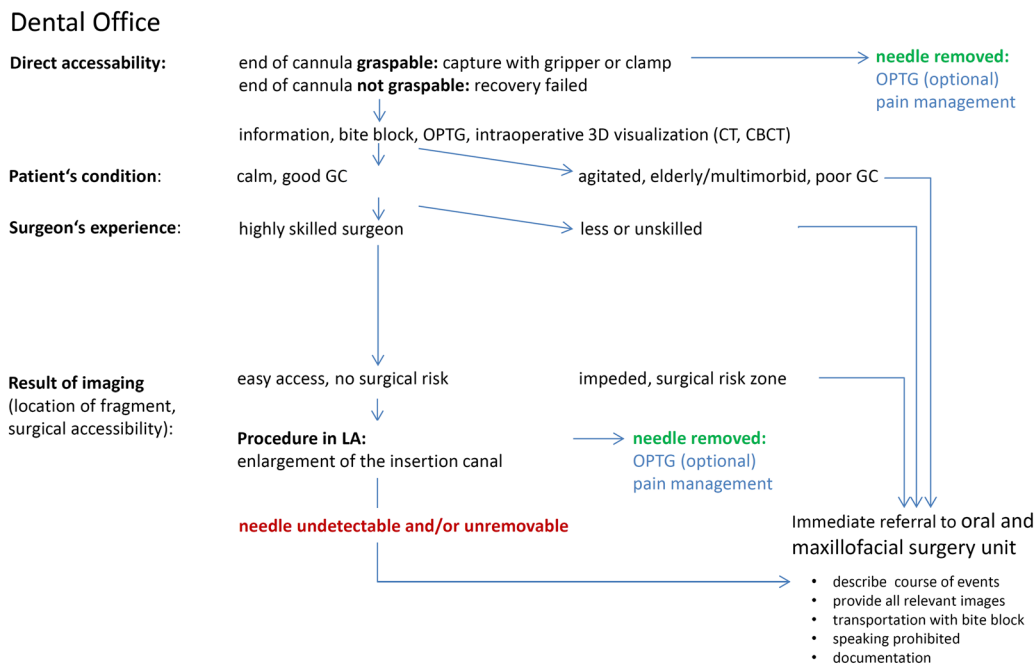 Dental Office
Direct accessability:
end of cannula graspable: capture with gripper or clamp
end of cannula not graspable: recovery failed
needle removed:
OPTG (optional)
pain management
information, bite block, OPTG, intraoperative 3D visualization (CT, CBCT)
Patient‘s condition:
calm, good GC
agitated, elderly/multimorbid, poor GC
Surgeon‘s experience:
highly skilled surgeon
less or unskilled
Result of imaging
(location of fragment,
surgical accessibility):
easy access, no surgical risk
impeded, surgical risk zone
Procedure in LA:
enlargement of the insertion canal
needle removed:
OPTG (optional)
pain management
needle undetectable and/or unremovable
Immediate referral to oral and
maxillofacial surgery unit
• describe course of events
• provide all relevant images
• transportation with bite block
• speaking prohibited
• documentation